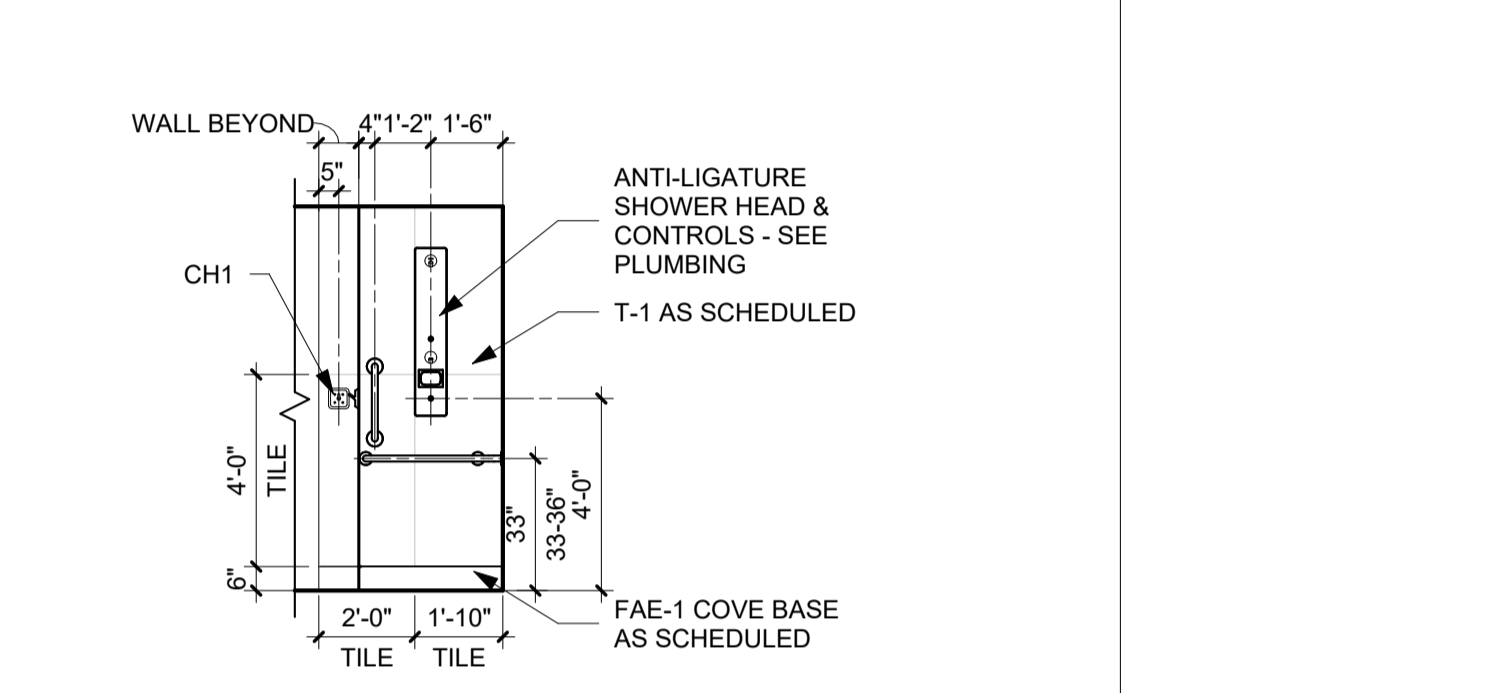 WALL BEYOND
4"
1'-2"
1'-6"
5"
ANTI-LIGATURE
SHOWER HEAD &
CONTROLS - SEE
PLUMBING
CH1
T-1 AS SCHEDULED
4'-0"
TILE
6"
33"
33-36"
4'-0"
2'-0"
1'-10"
TILE
TILE
FAE-1 COVE BASE
AS SCHEDULED